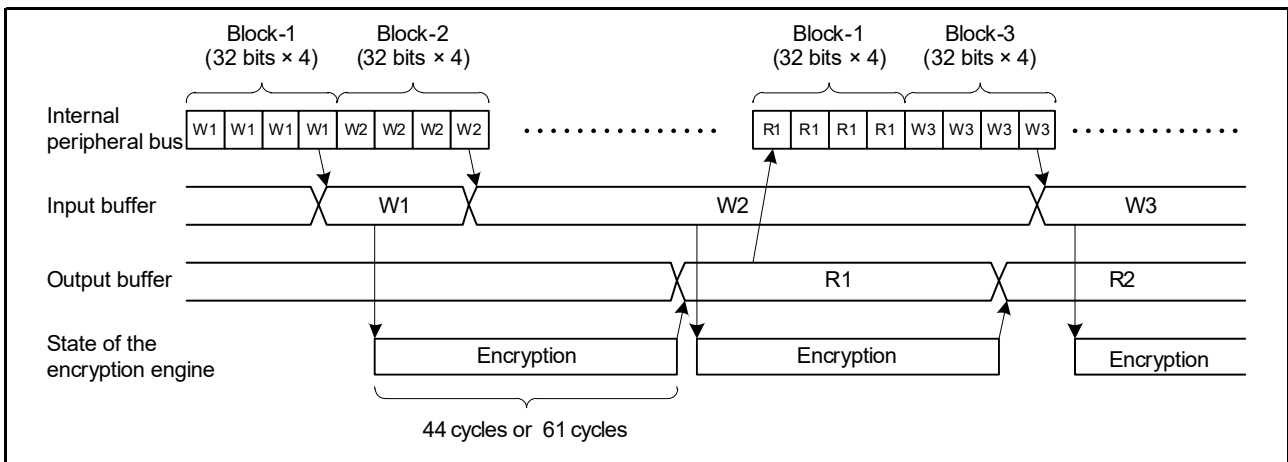 Block-1
(32 bits × 4)
Block-2
(32 bits × 4)
Block-1
(32 bits × 4)
Block-3
(32 bits × 4)
Internal
peripheral bus
W1 W1 W1 W1 W2 W2 W2 W2 R1 R1 R1 R1 W3 W3 W3 W3
Input buffer
W1 W2 W3
Output buffer
R1 R2
State of the
encryption engine
Encryption Encryption Encryption
44 cycles or 61 cycles